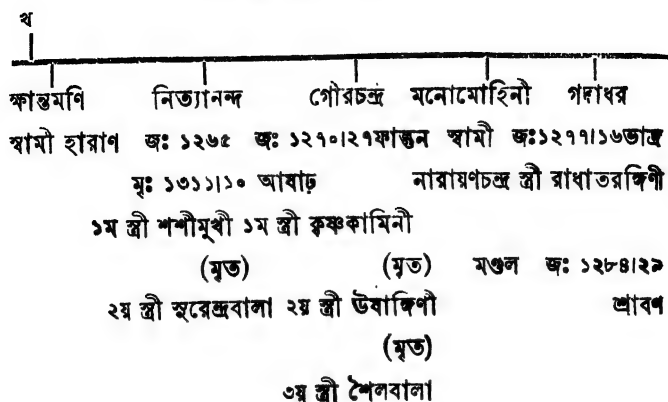 খ
ক্ষান্তমণি নিত্যানন্দ গৌরচন্দ্র মনোমোহিনী গদাধর
স্বামী হারাণ জঃ ১২৬৫ জঃ ১২৭০।২৭ফাল্গুন স্বামী জঃ১২৭৭।১৬ভাদ্র
মৃঃ ১৩১১।১০ আষাঢ় নারায়ণচন্দ্র স্ত্রী রাধাতরঙ্গিণী
১ম স্ত্রী শশীমুখী ১ম স্ত্রী কৃষ্ণকামিনী
(মৃত) (মৃত) মণ্ডল জঃ ১২৮৪।২৯
২য় স্ত্রী সুরেন্দ্রবালা ২য় স্ত্রী ঊষাঙ্গিণী শ্রাবণ
(মৃত)
৩য় স্ত্রী শৈলবালা